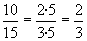 10/15 = 2·5/3·5 = 2/3